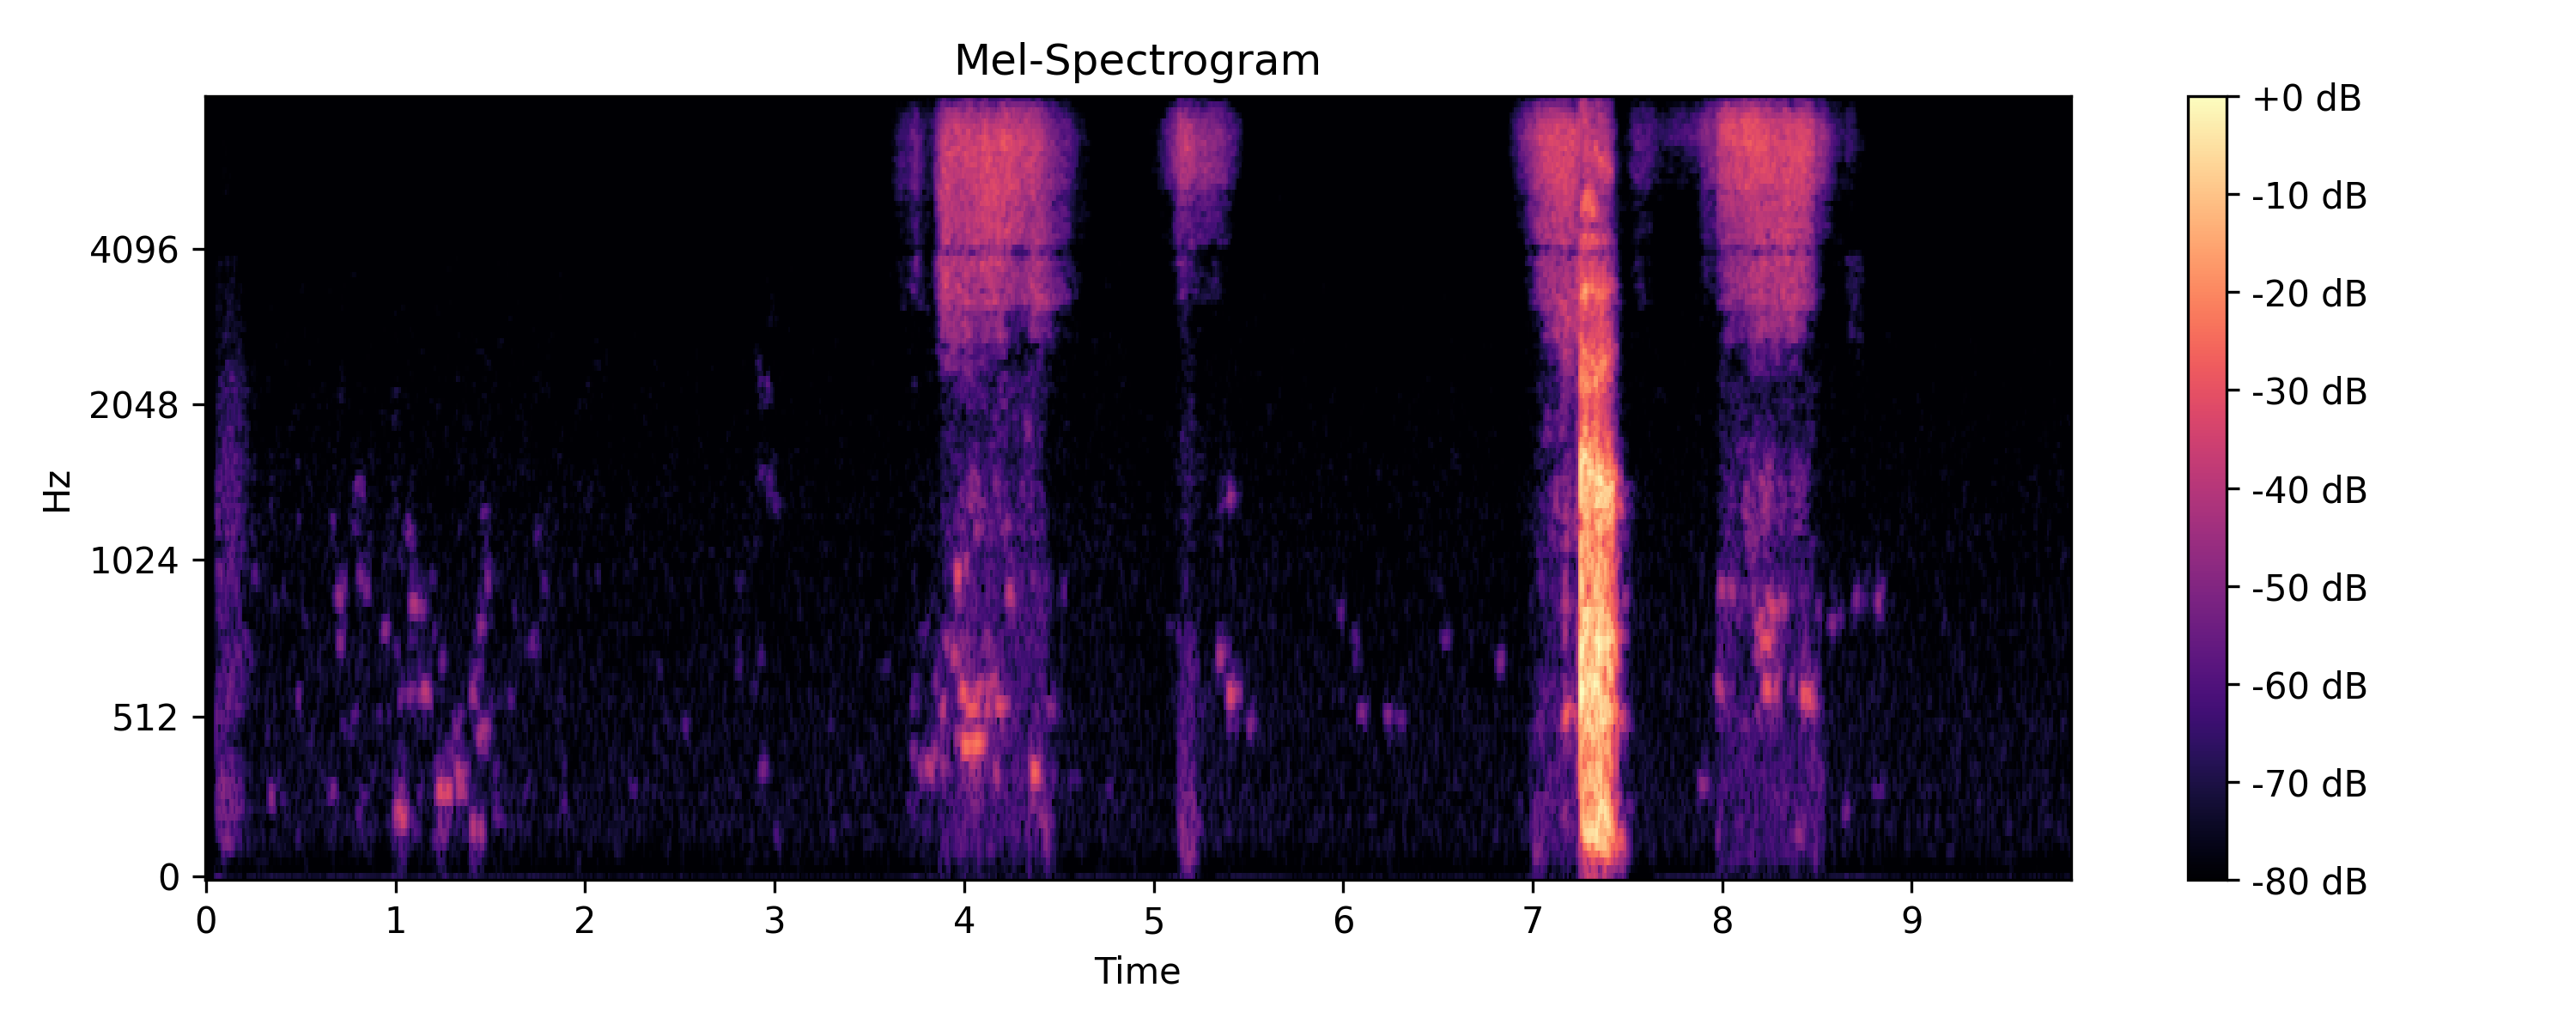 Mel-Spectrogram
+0 dB
-10 dB
4096
-20 dB
-30 dB
2048
Hz
-40 dB
1024
-50 dB
-60 dB
512
-70 dB
0
-80 dB
0 1 2 3 4 5 6 7 8 9
Time